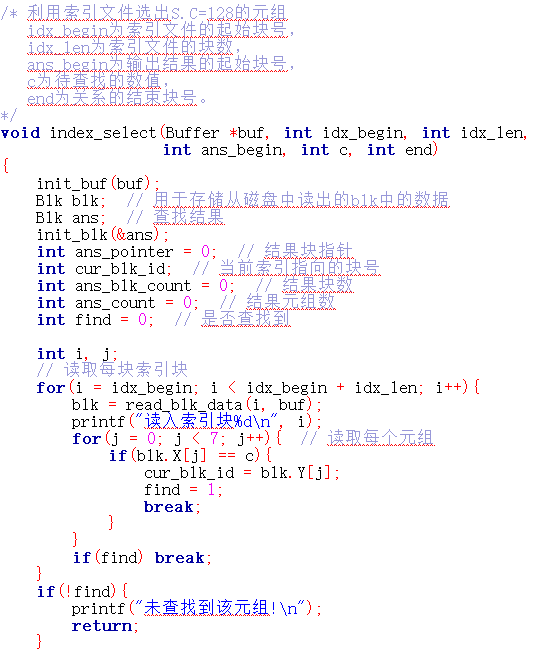 /* 利用索引文件选出S.C=128的元组
   idx_begin为索引文件的起始块号,
   idx_len为索引文件的块数,
   ans_begin为输出结果的起始块号,
   c为待查找的数值,
   end为关系的结束块号。
*/
void index_select(Buffer *buf, int idx_begin, int idx_len,
                  int ans_begin, int c, int end)
{
    init_buf(buf);
    Blk blk;  // 用于存储从磁盘中读出的blk中的数据
    Blk ans;  // 查找结果
    init_blk(&ans);
    int ans_pointer = 0;  // 结果块指针
    int cur_blk_id;  // 当前索引指向的块号
    int ans_blk_count = 0;  // 结果块数
    int ans_count = 0;  // 结果元组数
    int find = 0;  // 是否查找到

    int i, j;
    // 读取每块索引块
    for(i = idx_begin; i < idx_begin + idx_len; i++){
        blk = read_blk_data(i, buf);
        printf("读入索引块%d\n", i);
        for(j = 0; j < 7; j++){  // 读取每个元组
            if(blk.X[j] == c){
                cur_blk_id = blk.Y[j];
                find = 1;
                break;
            }
        }
        if(find) break;
    }
    if(!find){
        printf("未查找到该元组!\n");
        return;
    }